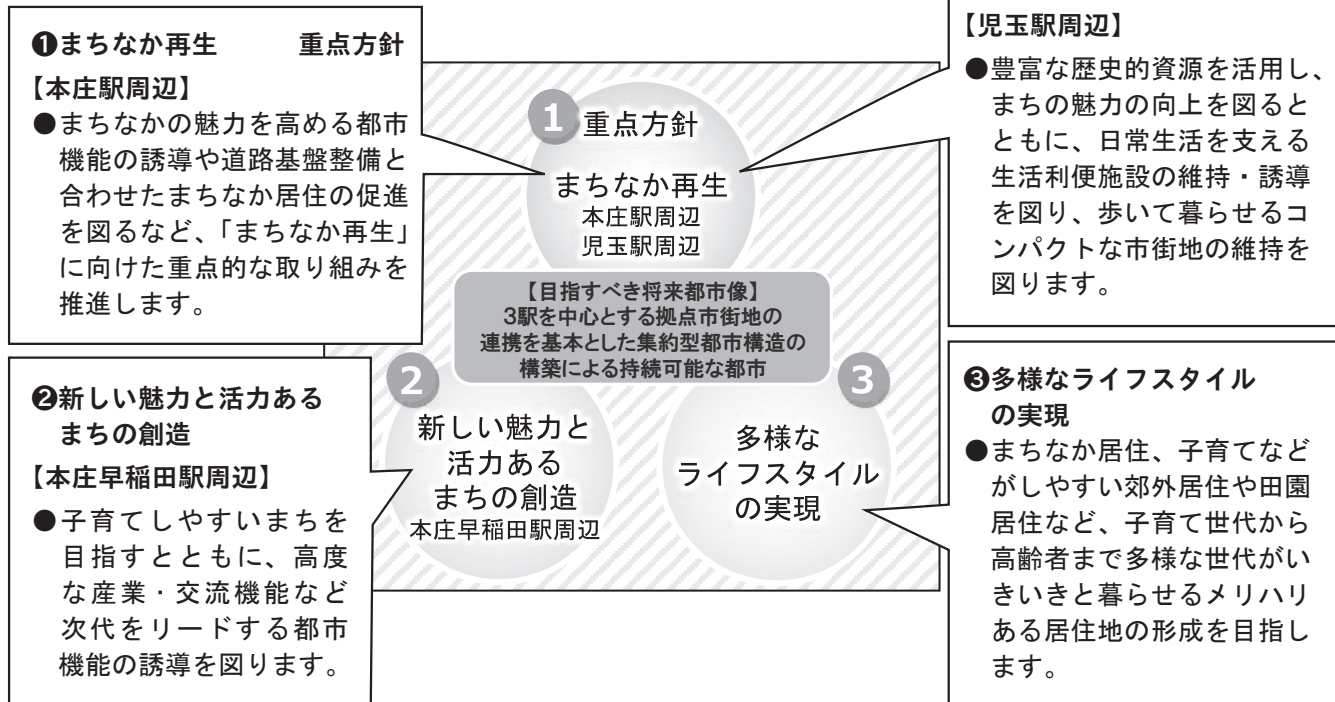 ❶まちなか再生　　　重点方針
【本庄駅周辺】
●まちなかの魅力を高める都市
機能の誘導や道路基盤整備と
合わせたまちなか居住の促進
を図るなど、「まちなか再生」
に向けた重点的な取り組みを
推進します。
【児玉駅周辺】
●豊富な歴史的資源を活用し、
まちの魅力の向上を図ると
ともに、日常生活を支える
生活利便施設の維持・誘導
を図り、歩いて暮らせるコ
ンパクトな市街地の維持を
図ります。
1 重点方針
まちなか再生
本庄駅周辺
児玉駅周辺
【目指すべき将来都市像】
3駅を中心とする拠点市街地の
連携を基本とした集約型都市構造の
構築による持続可能な都市
2
新しい魅力と
活力ある
まちの創造
本庄早稲田駅周辺
3
多様な
ライフスタイル
の実現
❷新しい魅力と活力ある
まちの創造
【本庄早稲田駅周辺】
●子育てしやすいまちを
目指すとともに、高度
な産業・交流機能など
次代をリードする都市
機能の誘導を図ります。
❸多様なライフスタイル
の実現
●まちなか居住、子育てなど
がしやすい郊外居住や田園
居住など、子育て世代から
高齢者まで多様な世代がい
きいきと暮らせるメリハリ
ある居住地の形成を目指し
ます。